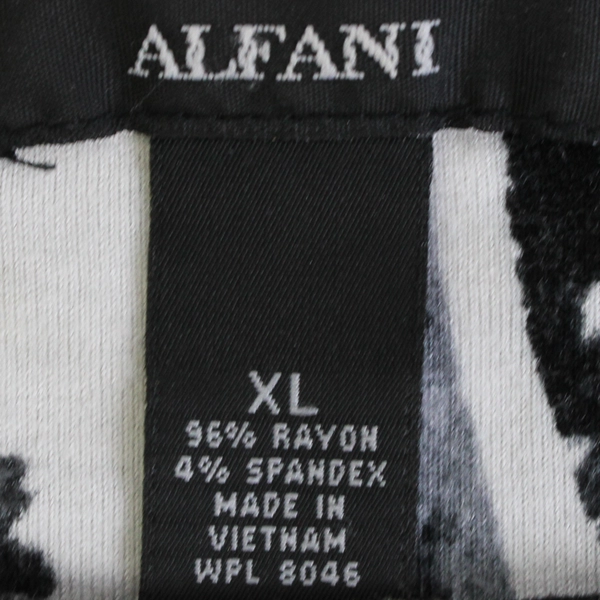 ALFANI
XL
96% RAYON
4% SPANDEX
MADE IN
VIETNAM
WPL 8046